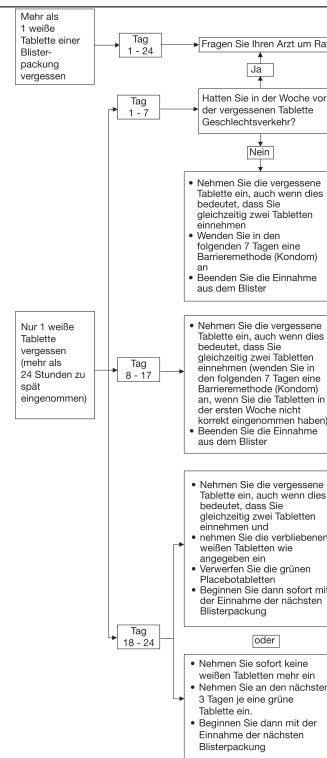 Mehr als
1 weiße
Tablette einer
Blister-
packung
vergessen
Tag
1 - 24
Fragen Sie Ihren Arzt um Rat
Ja
Tag
1 - 7
Hatten Sie in der Woche vor
der vergessenen Tablette
Geschlechtsverkehr?
Nein
• Nehmen Sie die vergessene
Tablette ein, auch wenn dies
bedeutet, dass Sie
gleichzeitig zwei Tabletten
einnehmen
• Wenden Sie in den
folgenden 7 Tagen eine
Barrieremethode (Kondom)
an
• Beenden Sie die Einnahme
aus dem Blister
Nur 1 weiße
Tablette
vergessen
(mehr als
24 Stunden zu
spät
eingenommen)
Tag
8 - 17
• Nehmen Sie die vergessene
Tablette ein, auch wenn dies
bedeutet, dass Sie
gleichzeitig zwei Tabletten
einnehmen (wenden Sie in
den folgenden 7 Tagen eine
Barrieremethode (Kondom)
an, wenn Sie die Tabletten in
der ersten Woche nicht
korrekt eingenommen haben)
• Beenden Sie die Einnahme
aus dem Blister
Tag
18 - 24
• Nehmen Sie die vergessene
Tablette ein, auch wenn dies
bedeutet, dass Sie
gleichzeitig zwei Tabletten
einnehmen und
• nehmen Sie die verbliebenen
weißen Tabletten wie
angegeben ein
• Verwerfen Sie die grünen
Placebotabletten
• Beginnen Sie dann sofort mit
der Einnahme der nächsten
Blisterpackung
oder
• Nehmen Sie sofort keine
weißen Tabletten mehr ein
• Nehmen Sie an den nächsten
3 Tagen je eine grüne
Tablette ein.
• Beginnen Sie dann mit der
Einnahme der nächsten
Blisterpackung